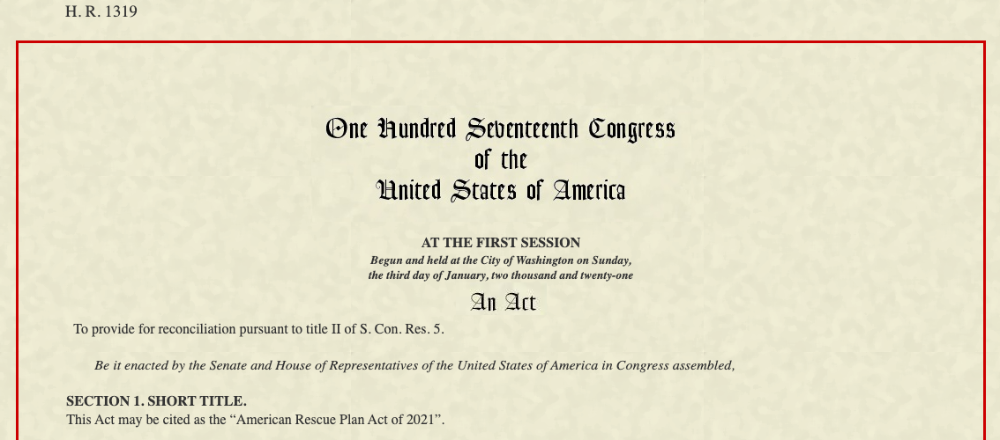 H. R. 1319
One Hundred Seventeenth Congress
of the
United States of America
AT THE FIRST SESSION
Begun and held at the City of Washington on Sunday,
the third day of January, two thousand and twenty-one
An Act
To provide for reconciliation pursuant to title II of S. Con. Res. 5.
Be it enacted by the Senate and House of Representatives of the United States of America in Congress assembled,
SECTION 1. SHORT TITLE.
This Act may be cited as the “American Rescue Plan Act of 2021”.